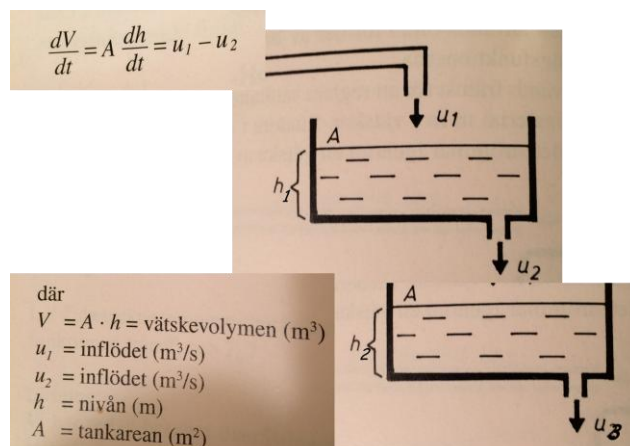 dV/dt = A dh/dt = u₁ − u₂
u1
A
h1
u2
A
h2
u3
där
V = A · h = vätskevolymen (m³)
u₁ = inflödet (m³/s)
u₂ = inflödet (m³/s)
h = nivån (m)
A = tankarean (m²)